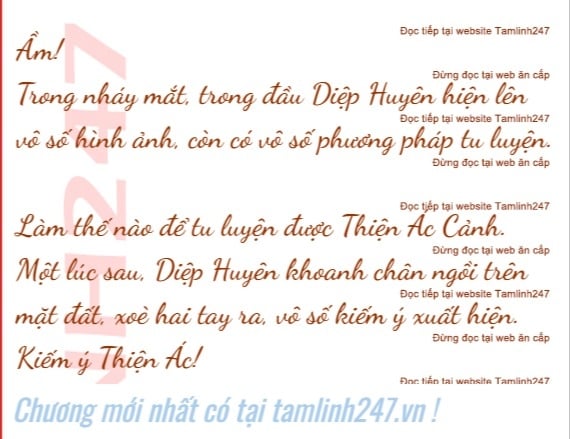 Đọc tiếp tại website Tamlinh247
Ầm!
Đừng đọc tại web ăn cắp
Trong nháy mắt, trong đầu Diệp Huyên hiện lên
Đọc tiếp tại website Tamlinh247
vô số hình ảnh, còn có vô số phương pháp tu luyện.
Đừng đọc tại web ăn cắp
Đọc tiếp tại website Tamlinh247
Làm thế nào để tu luyện được Thiện Ác Cảnh.
Đừng đọc tại web ăn cắp
Một lúc sau, Diệp Huyên khoanh chân ngồi trên
Đọc tiếp tại website Tamlinh247
mặt đất, xoè hai tay ra, vô số kiếm ý xuất hiện.
Đừng đọc tại web ăn cắp
Kiếm ý Thiện Ác!
Đọc tiếp tại website Tamlinh247
Chương mới nhất có tại tamlinh247.vn !
NH247